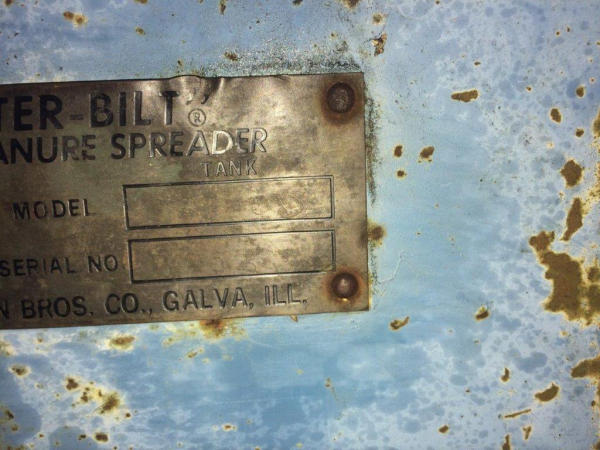 TER-BILT"®
ANURE SPREADER
TANK
MODEL
SERIAL NO
N BROS. CO., GALVA, ILL.